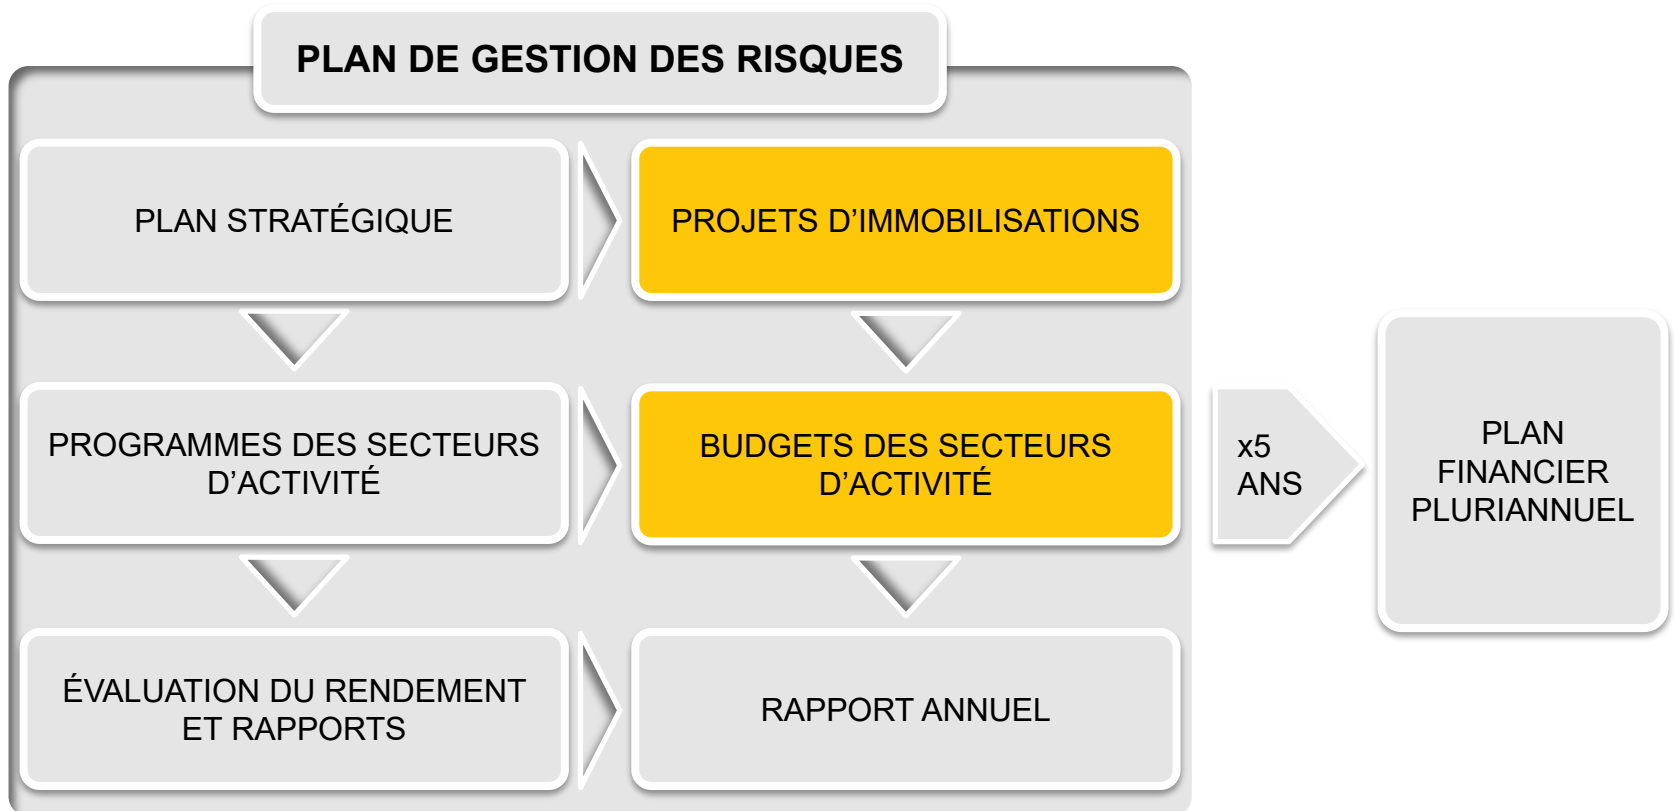 PLAN DE GESTION DES RISQUES
PLAN STRATÉGIQUE
PROJETS D’IMMOBILISATIONS
PROGRAMMES DES SECTEURS
D’ACTIVITÉ
BUDGETS DES SECTEURS
D’ACTIVITÉ
x5
ANS
PLAN
FINANCIER
PLURIANNUEL
ÉVALUATION DU RENDEMENT
ET RAPPORTS
RAPPORT ANNUEL